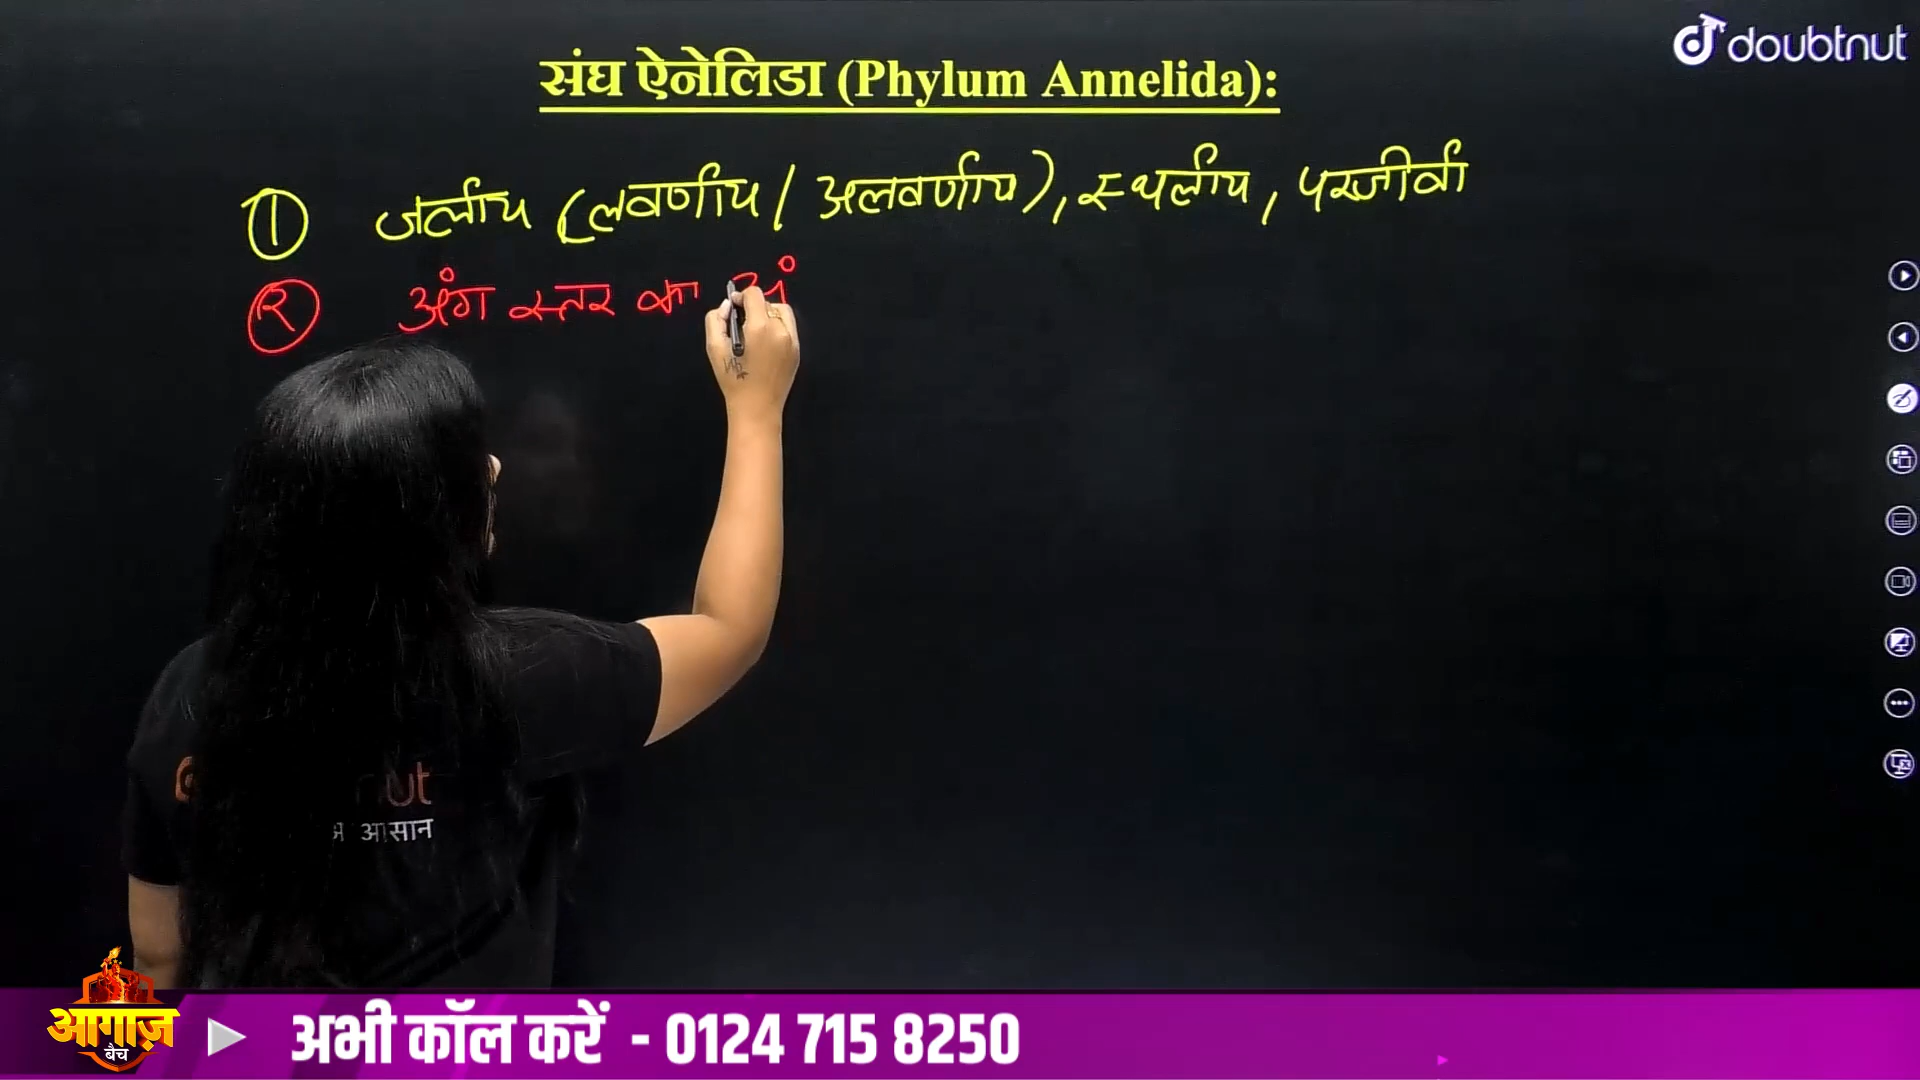 doubtnut
संघ ऐनेलिडा (Phylum Annelida):
① जलीय (लवणीय / अलवणीय), स्थलीय, परजीवी
② अंग स्तर का
आसान
आगाज़
बैच
अभी कॉल करें - 0124 715 8250